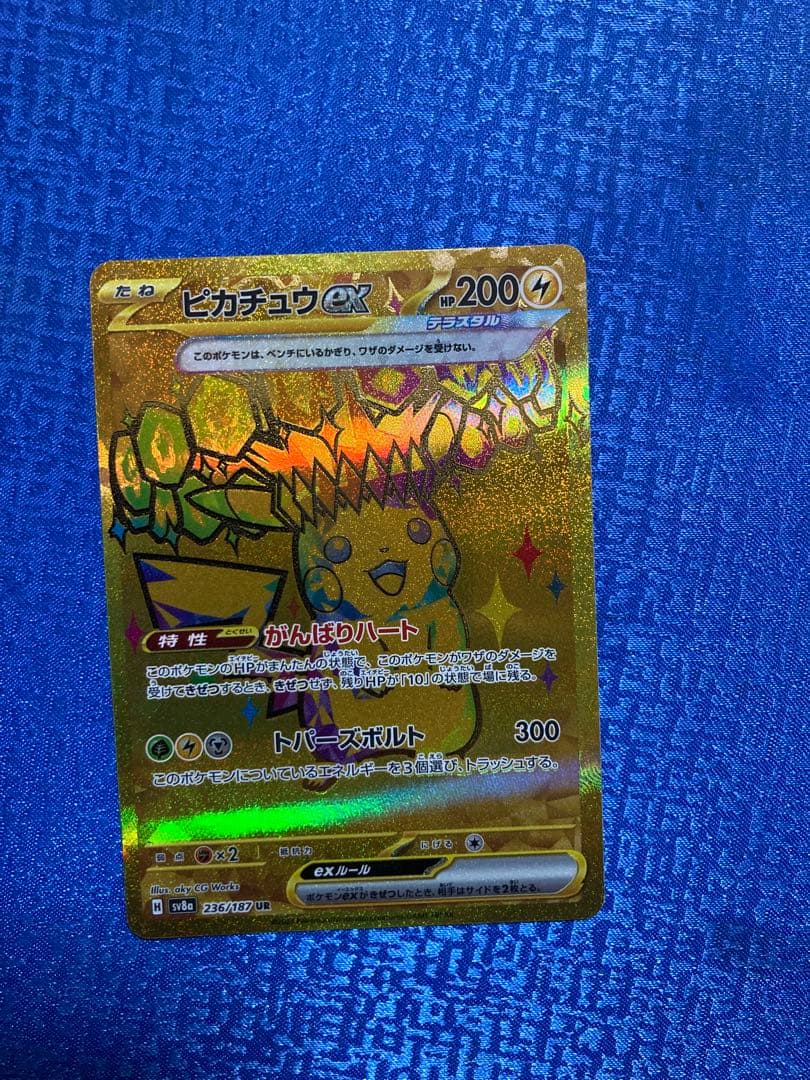 たね ピカチュウex HP200
テラスタル
このポケモンは、ベンチにいるかぎり、ワザのダメージを受けない。
特性 とくせい がんばりハート
このポケモンのHPがまんたんの状態で、このポケモンがワザのダメージを
受けてきぜつするとき、きぜつせず、残りHPが「10」の状態で場に残る。
トパーズボルト 300
このポケモンについているエネルギーを3個選び、トラッシュする。
弱点 ×2 抵抗力 にげる
exルール
ポケモンexがきぜつしたとき、相手はサイドを2枚とる。
Illus. aky CG Works
H sv8a 236/187 UR